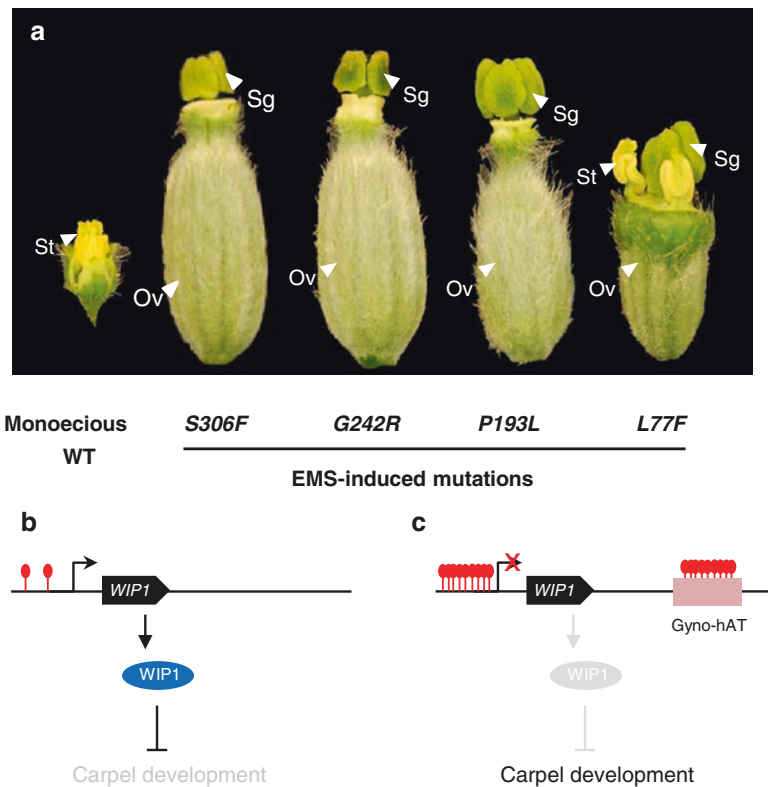 a
Sg
Sg
Sg
St
Sg
St
Ov
Ov
Ov
Ov
Monoecious
WT
S306F G242R P193L L77F
EMS-induced mutations
b
c
WIP1
WIP1
Gyno-hAT
WIP1
WIP1
Carpel development
Carpel development